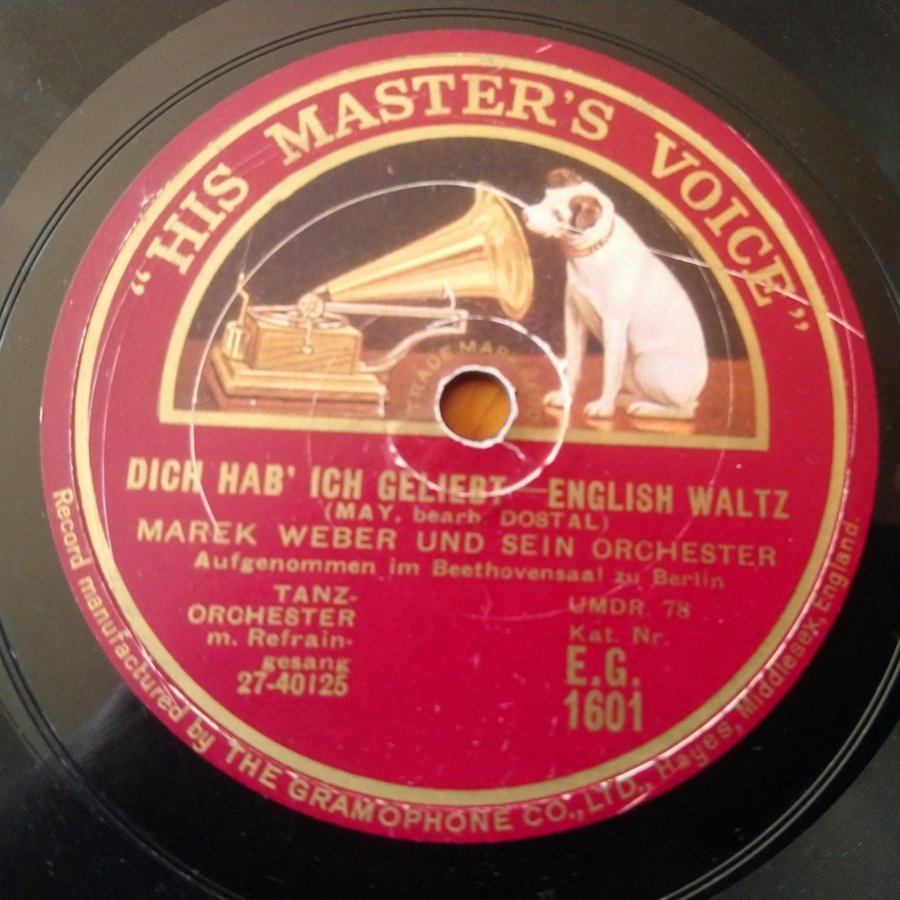 "HIS MASTER'S VOICE"
TRADE MARK
DICH HAB' ICH GELIEBT—ENGLISH WALTZ
(MAY, bearb. DOSTAL)
MAREK WEBER UND SEIN ORCHESTER
Aufgenommen im Beethovensaal zu Berlin
TANZ-
ORCHESTER
m. Refrain-
gesang
27-40125
UMDR. 78
Kat. Nr.
E.G.
1601
Record manufactured by THE GRAMOPHONE CO., LTD., Hayes, Middlesex, England.